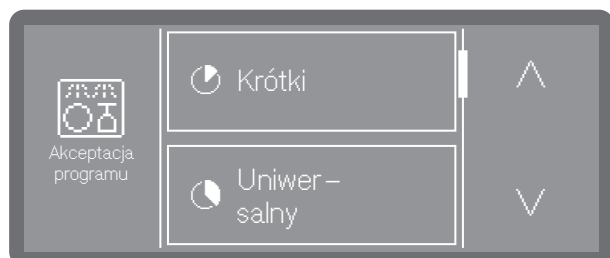 Akceptacja
programu
Krótki
Uniwer–
salny